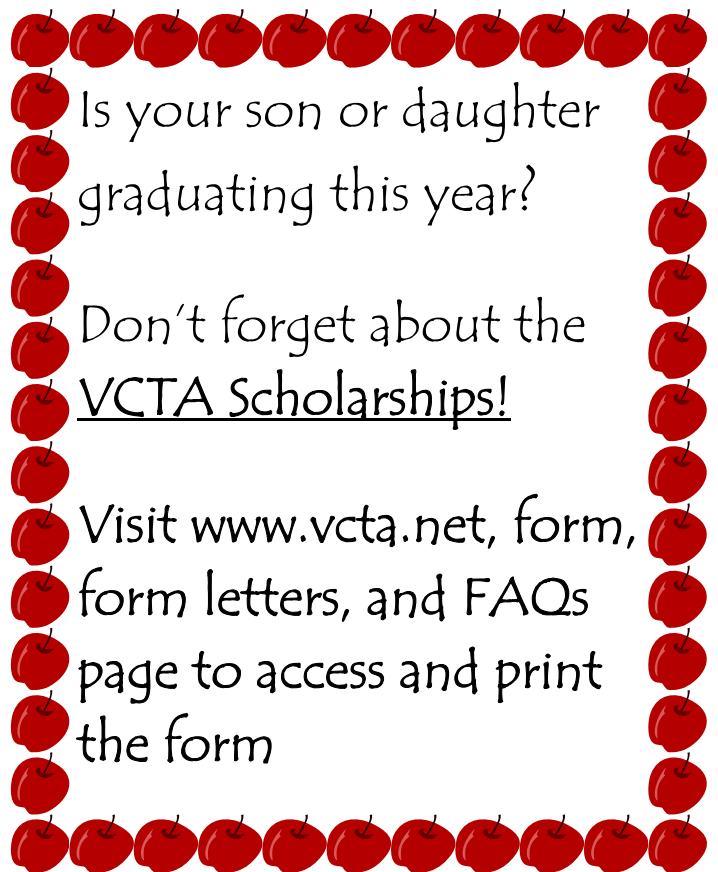 Is your son or daughter
graduating this year?
Don't forget about the
VCTA Scholarships!
Visit www.vcta.net, form,
form letters, and FAQs
page to access and print
the form